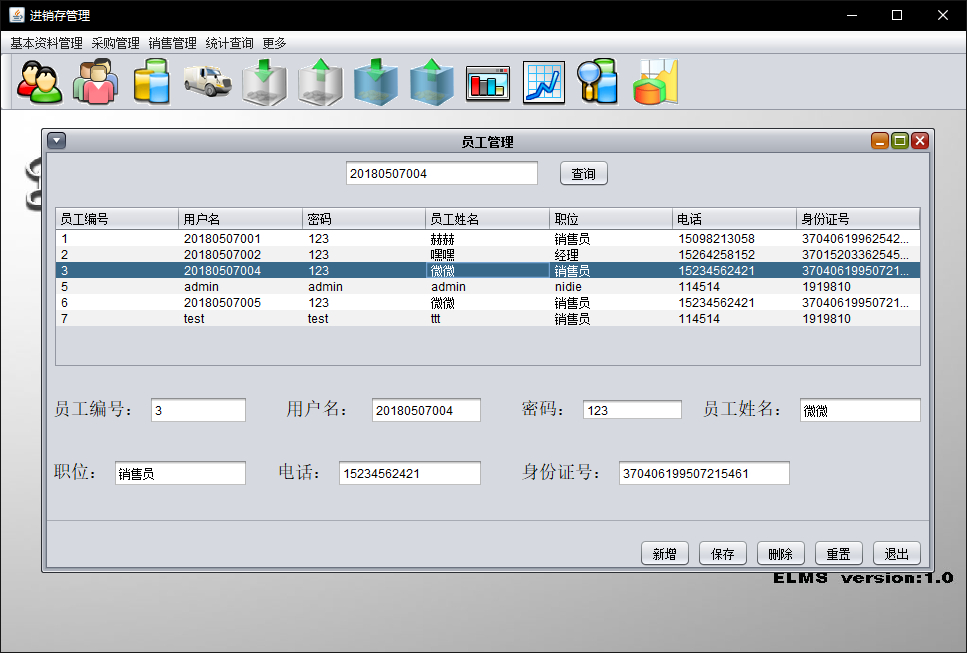 进销存管理
基本资料管理 采购管理 销售管理 统计查询 更多
员工管理
20180507004 查询
员工编号 用户名 密码 员工姓名 职位 电话 身份证号
1 20180507001 123 赫赫 销售员 15098213058 37040619962542...
2 20180507002 123 嘿嘿 经理 15264258152 37015203362545...
3 20180507004 123 微微 销售员 15234562421 37040619950721...
5 admin admin admin nidie 114514 1919810
6 20180507005 123 微微 销售员 15234562421 37040619950721...
7 test test ttt 销售员 114514 1919810
员工编号： 3 用户名： 20180507004 密码： 123 员工姓名： 微微
职位： 销售员 电话： 15234562421 身份证号： 370406199507215461
新增 保存 删除 重置 退出
ELMS version:1.0